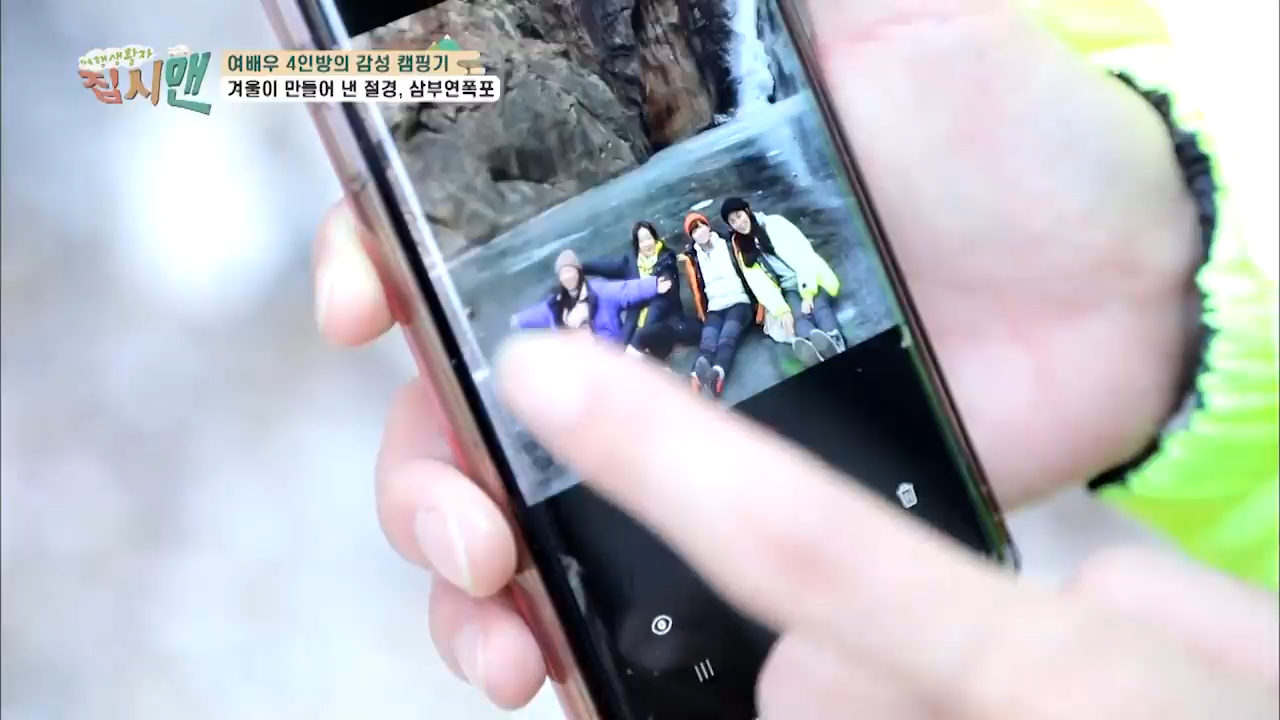 여행생활자
집시맨
여배우 4인방의 감성 캠핑기
겨울이 만들어 낸 절경, 삼부연폭포